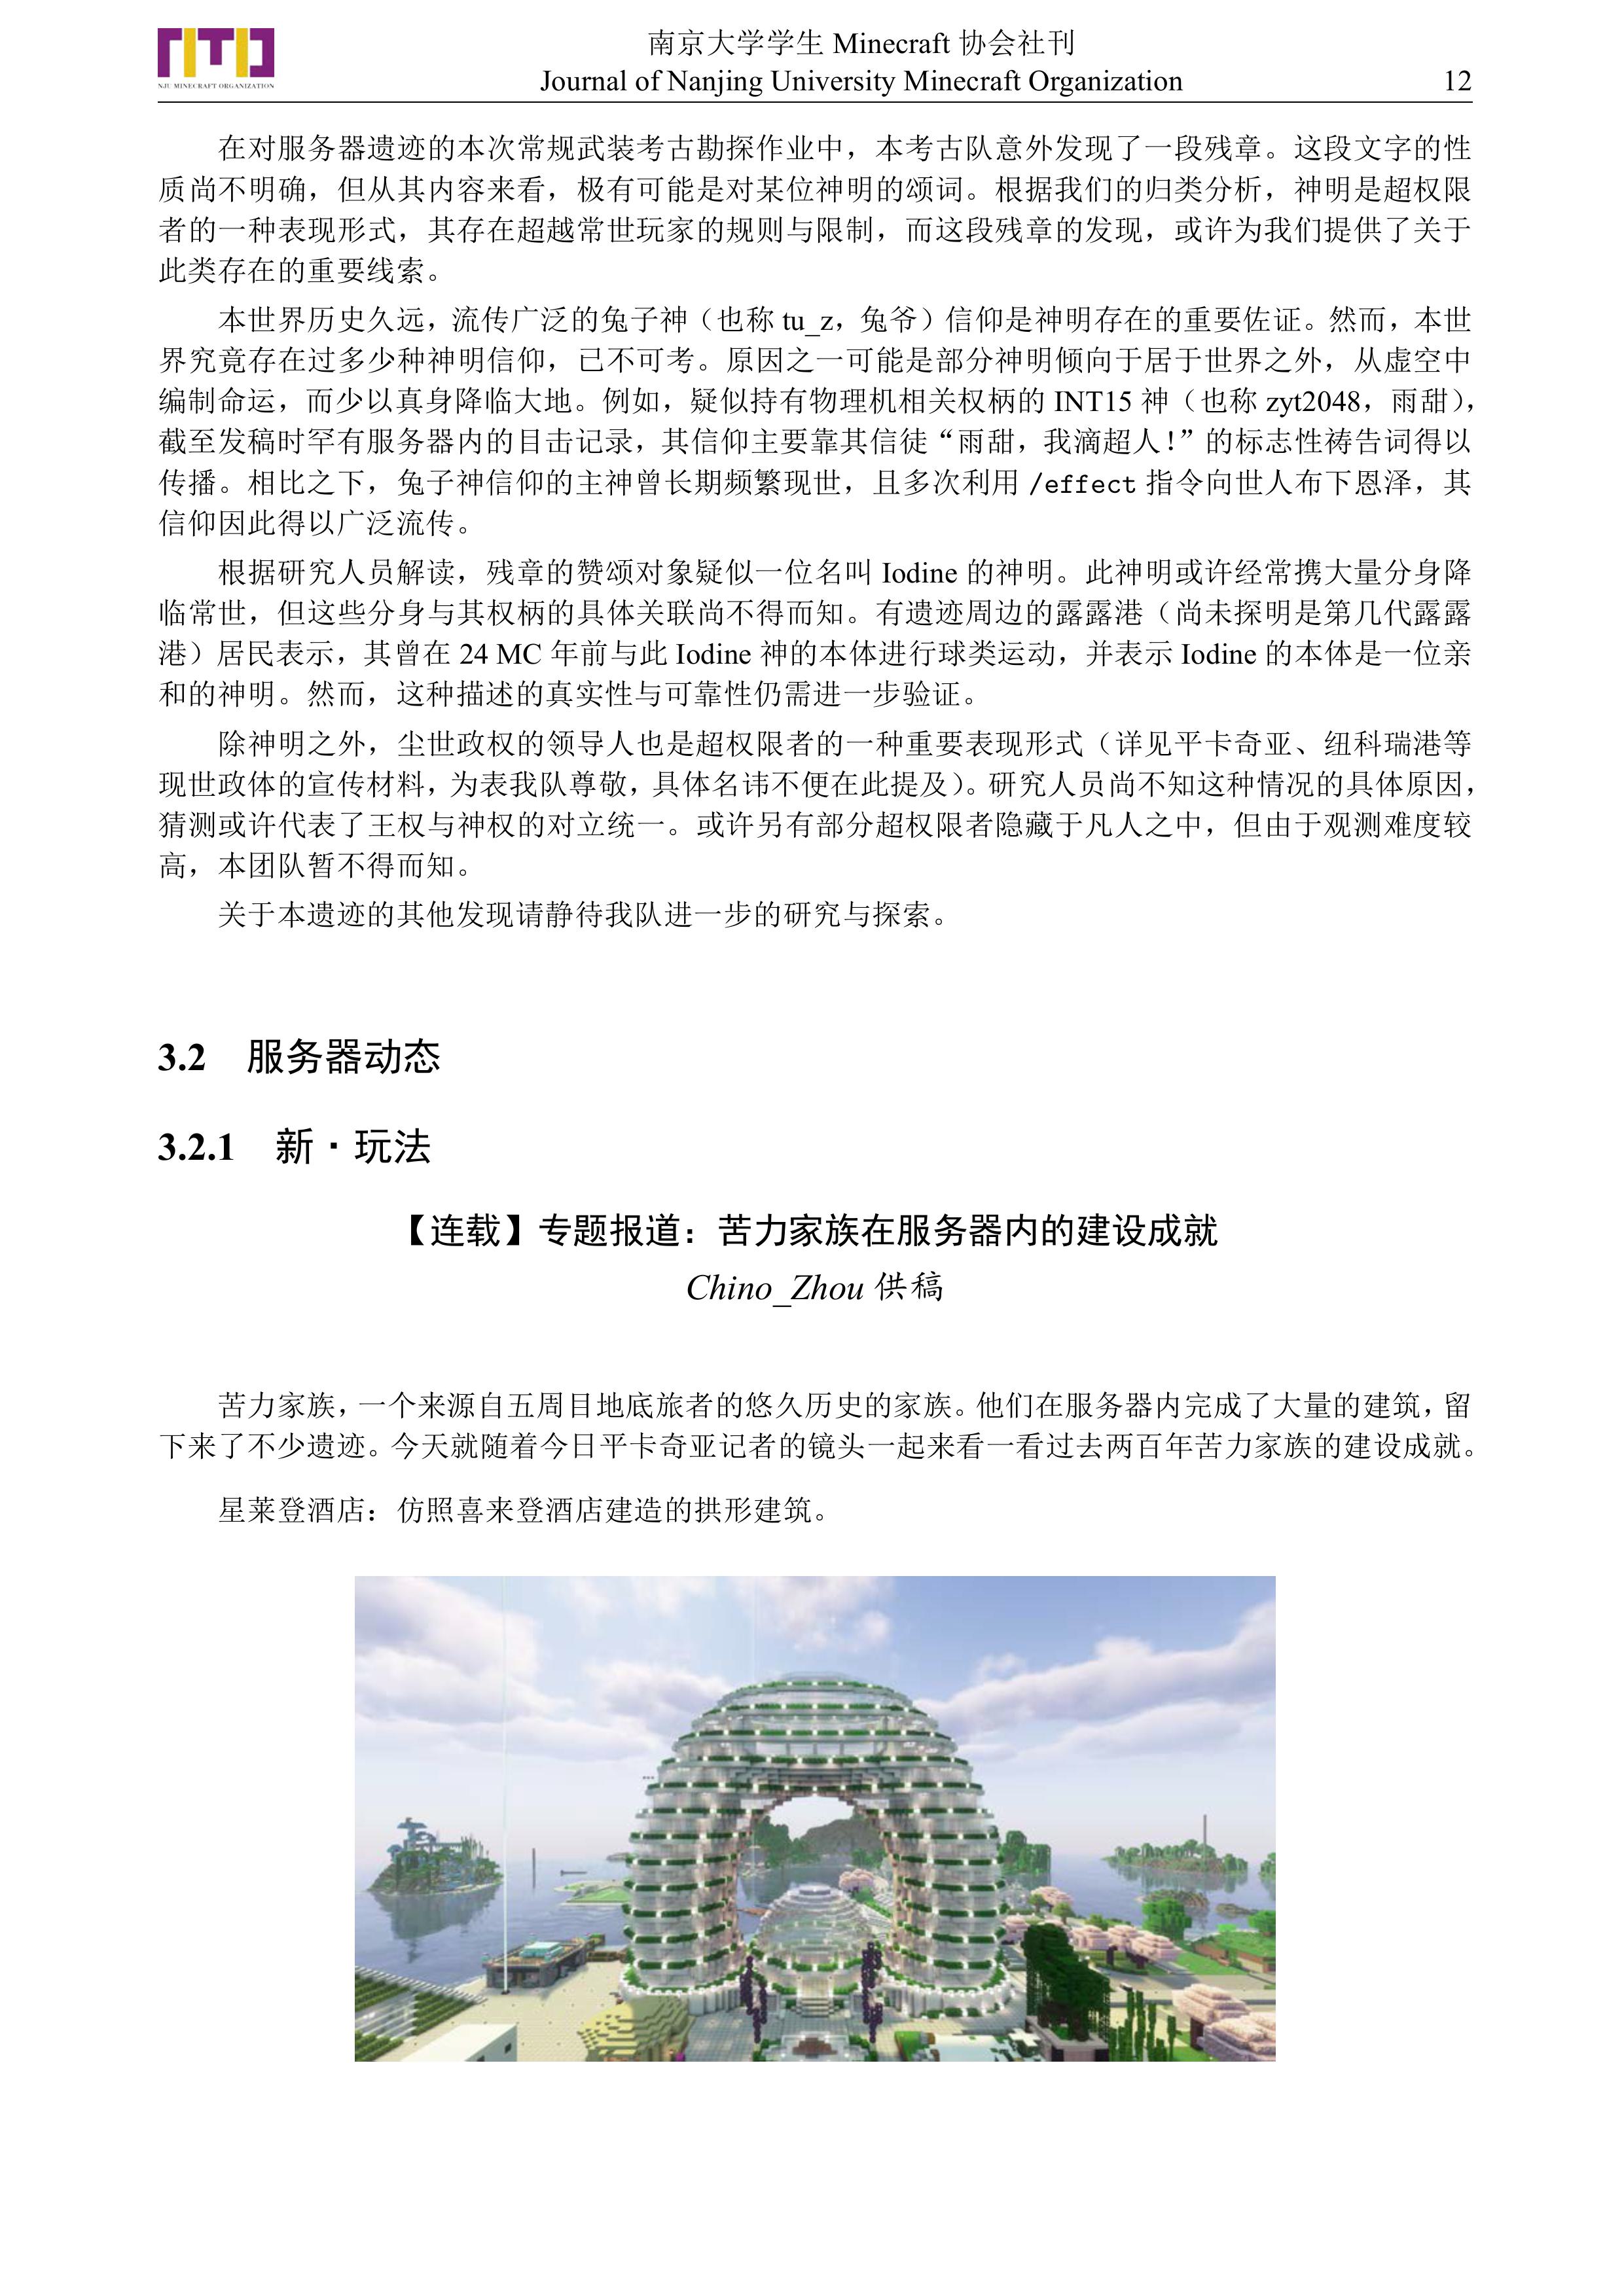 NJU MINECRAFT ORGANIZATION
南京大学学生 Minecraft 协会社刊
Journal of Nanjing University Minecraft Organization
12
在对服务器遗迹的本次常规武装考古勘探作业中，本考古队意外发现了一段残章。这段文字的性
质尚不明确，但从其内容来看，极有可能是对某位神明的颂词。根据我们的归类分析，神明是超权限
者的一种表现形式，其存在超越常世玩家的规则与限制，而这段残章的发现，或许为我们提供了关于
此类存在的重要线索。
本世界历史久远，流传广泛的兔子神（也称 tu_z，兔爷）信仰是神明存在的重要佐证。然而，本世
界究竟存在过多少种神明信仰，已不可考。原因之一可能是部分神明倾向于居于世界之外，从虚空中
编制命运，而少以真身降临大地。例如，疑似持有物理机相关权柄的 INT15 神（也称 zyt2048，雨甜），
截至发稿时罕有服务器内的目击记录，其信仰主要靠其信徒“雨甜，我滴超人！”的标志性祷告词得以
传播。相比之下，兔子神信仰的主神曾长期频繁现世，且多次利用 /effect 指令向世人布下恩泽，其
信仰因此得以广泛流传。
根据研究人员解读，残章的赞颂对象疑似一位名叫 Iodine 的神明。此神明或许经常携大量分身降
临常世，但这些分身与其权柄的具体关联尚不得而知。有遗迹周边的露露港（尚未探明是第几代露露
港）居民表示，其曾在 24 MC 年前与此 Iodine 神的本体进行球类运动，并表示 Iodine 的本体是一位亲
和的神明。然而，这种描述的真实性与可靠性仍需进一步验证。
除神明之外，尘世政权的领导人也是超权限者的一种重要表现形式（详见平卡奇亚、纽科瑞港等
现世政体的宣传材料，为表我队尊敬，具体名讳不便在此提及）。研究人员尚不知这种情况的具体原因，
猜测或许代表了王权与神权的对立统一。或许另有部分超权限者隐藏于凡人之中，但由于观测难度较
高，本团队暂不得而知。
关于本遗迹的其他发现请静待我队进一步的研究与探索。
3.2 服务器动态
3.2.1 新·玩法
【连载】专题报道：苦力家族在服务器内的建设成就
Chino_Zhou 供稿
苦力家族，一个来源自五周目地底旅者的悠久历史的家族。他们在服务器内完成了大量的建筑，留
下来了不少遗迹。今天就随着今日平卡奇亚记者的镜头一起来看一看过去两百年苦力家族的建设成就。
星莱登酒店：仿照喜来登酒店建造的拱形建筑。